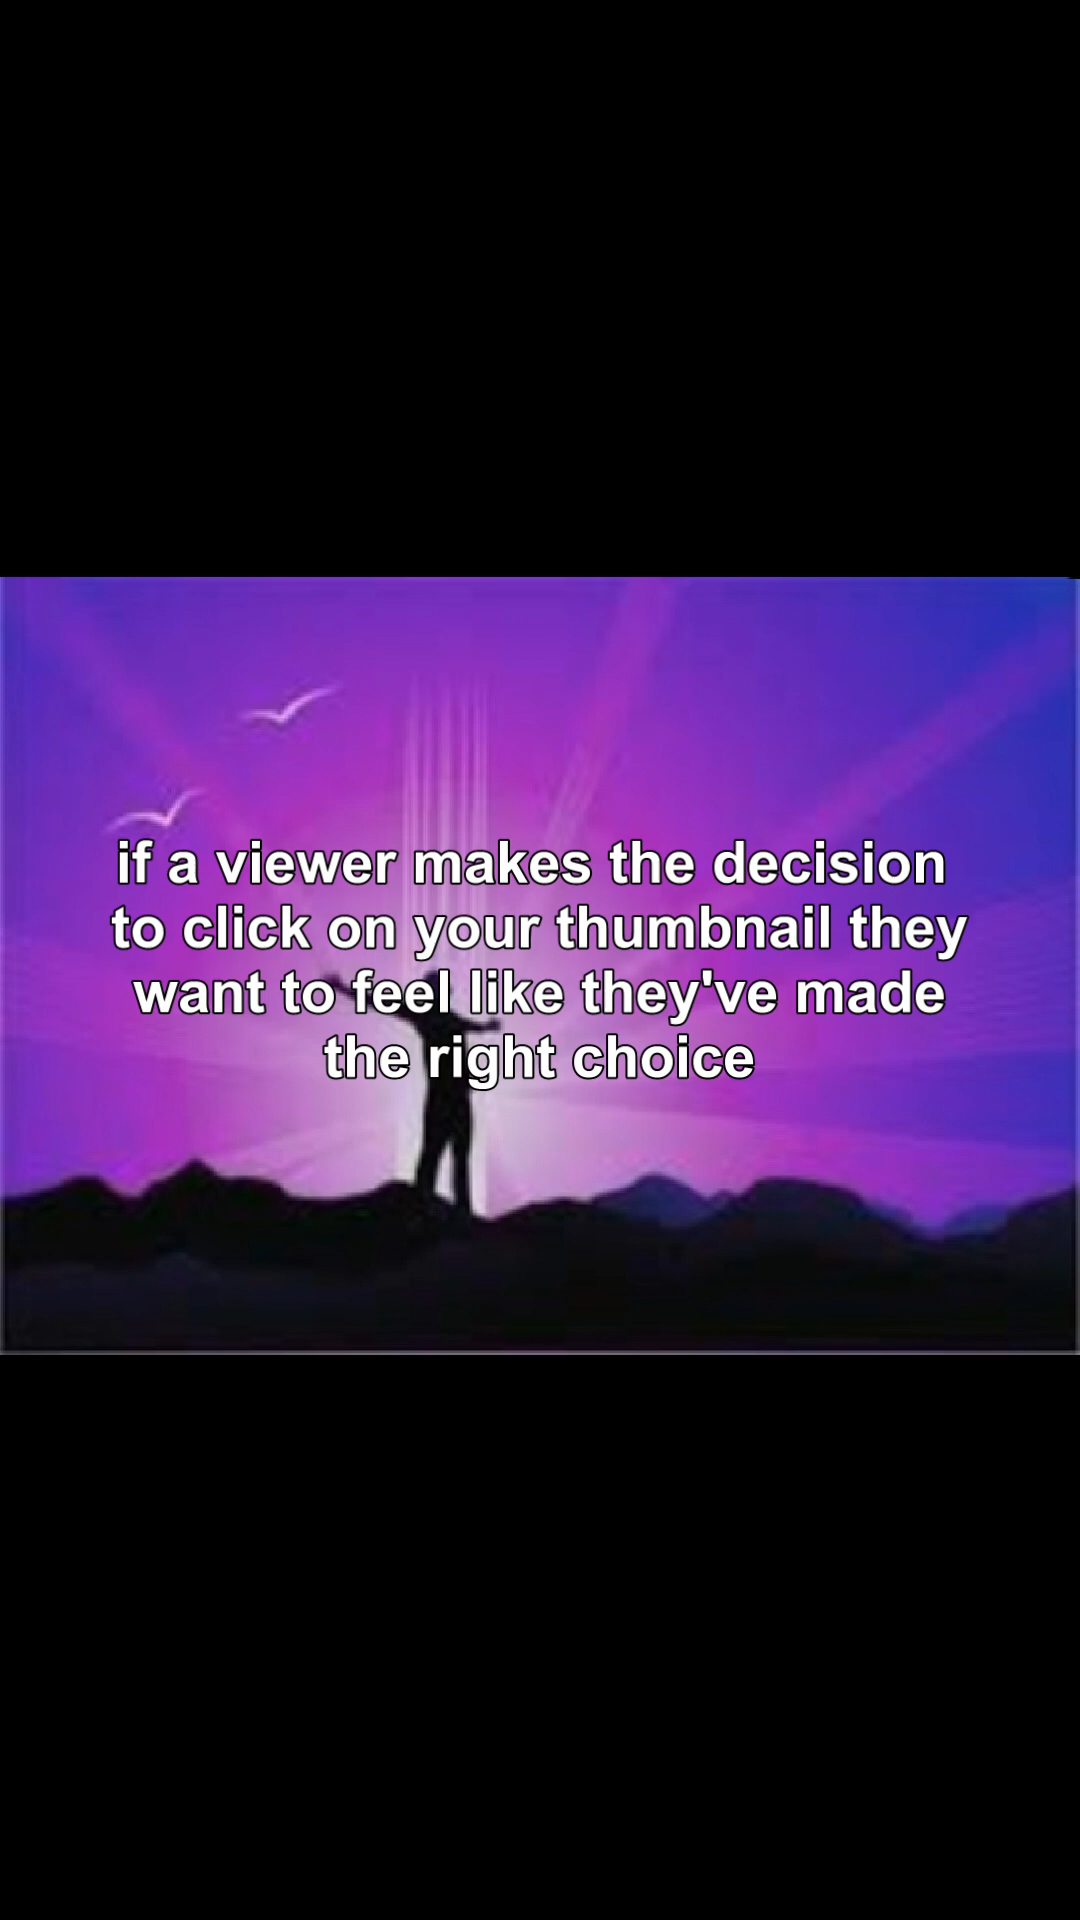 if a viewer makes the decision
to click on your thumbnail they
want to feel like they've made
the right choice